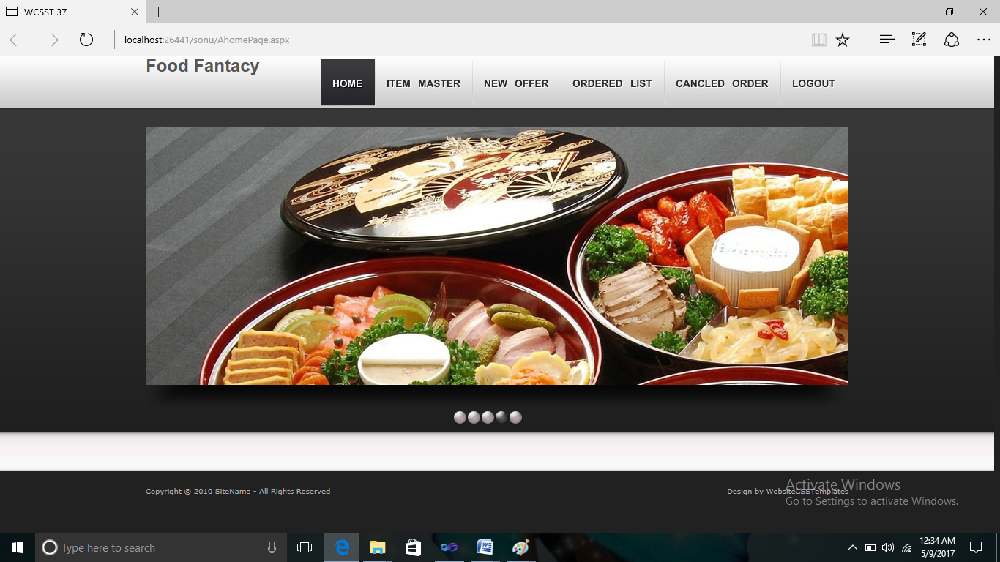 WCSST 37
localhost:26441/sonu/AhomePage.aspx
Food Fantacy
HOME ITEM MASTER NEW OFFER ORDERED LIST CANCLED ORDER LOGOUT
Copyright © 2010 SiteName - All Rights Reserved
Design by WebsiteCSSTemplates
Activate Windows
Go to Settings to activate Windows.
Type here to search
12:34 AM
5/9/2017